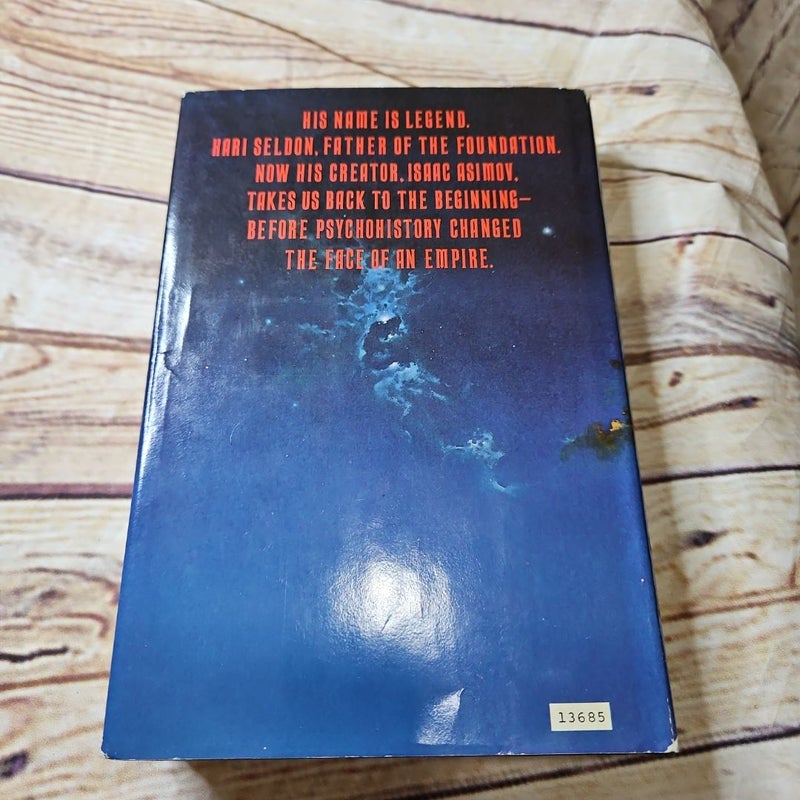 HIS NAME IS LEGEND.
HARI SELDON, FATHER OF THE FOUNDATION.
NOW HIS CREATOR, ISAAC ASIMOV,
TAKES US BACK TO THE BEGINNING—
BEFORE PSYCHOHISTORY CHANGED
THE FACE OF AN EMPIRE.
13685